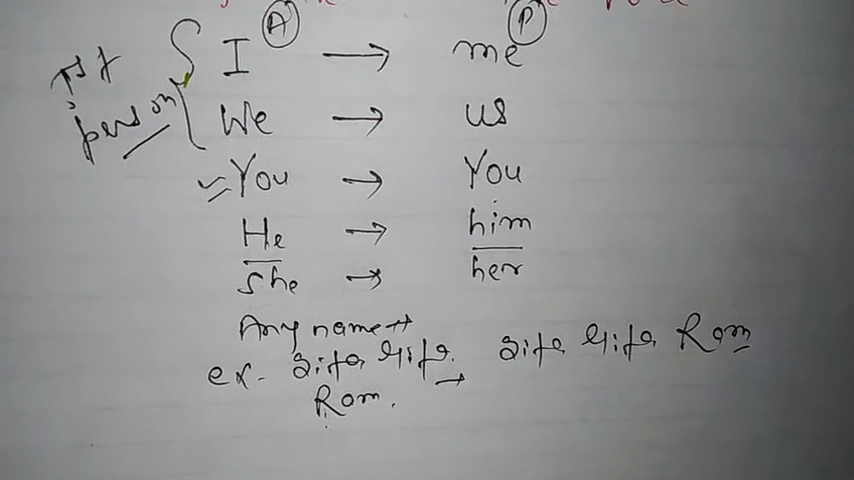 (A) (P)
1st person { I → me
We → us
You → You
He → him
She → her
Any name →
ex. Sita Gita → Sita Gita Ram
Ram.